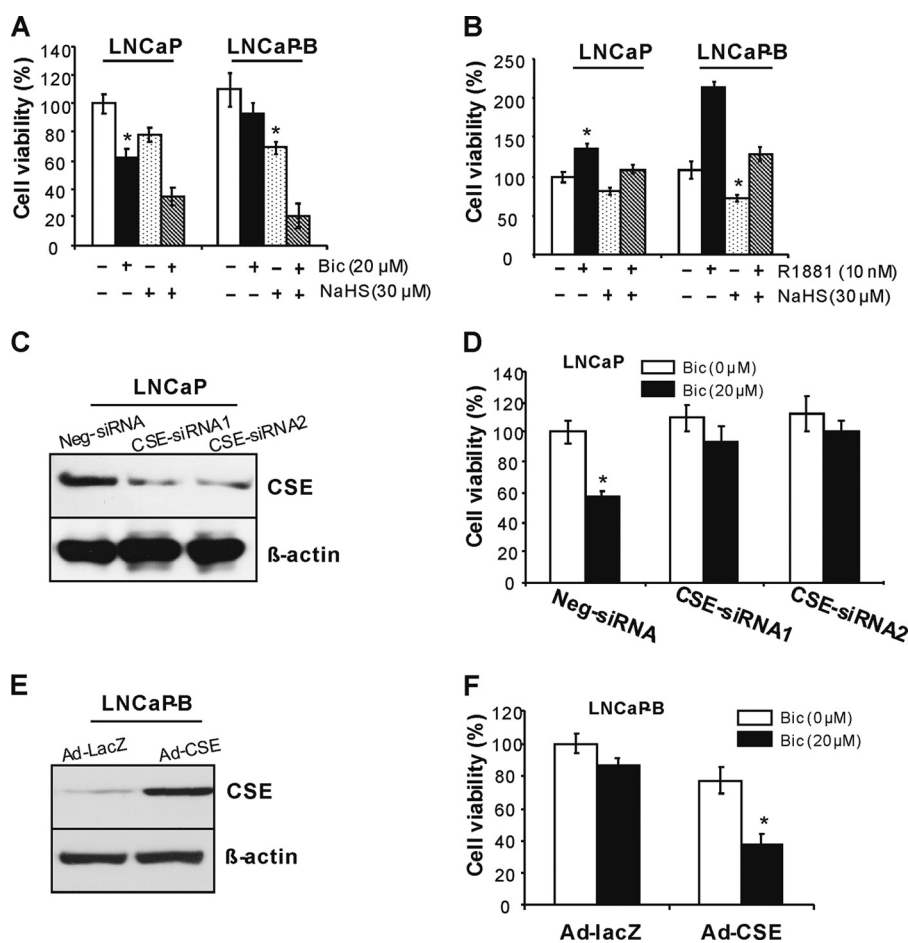 A
LNCaP
LNCaP-B
Cell viability (%)
140
120
100
80
60
40
20
0
*
*
– + – + – + – + Bic (20 µM)
– – + + – – + + NaHS (30 µM)
B
LNCaP
LNCaP-B
Cell viability (%)
250
200
150
100
50
0
*
*
– + – + – + – + R1881 (10 nM)
– – + + – – + + NaHS (30 µM)
C
LNCaP
Neg-siRNA CSE-siRNA1 CSE-siRNA2
CSE
ß-actin
D
LNCaP
Bic (0 µM)
Bic (20 µM)
Cell viability (%)
140
120
100
80
60
40
20
0
*
Neg-siRNA CSE-siRNA1 CSE-siRNA2
E
LNCaP-B
Ad-LacZ Ad-CSE
CSE
ß-actin
F
LNCaP-B
Bic (0 µM)
Bic (20 µM)
Cell viability (%)
120
100
80
60
40
20
0
*
Ad-lacZ Ad-CSE